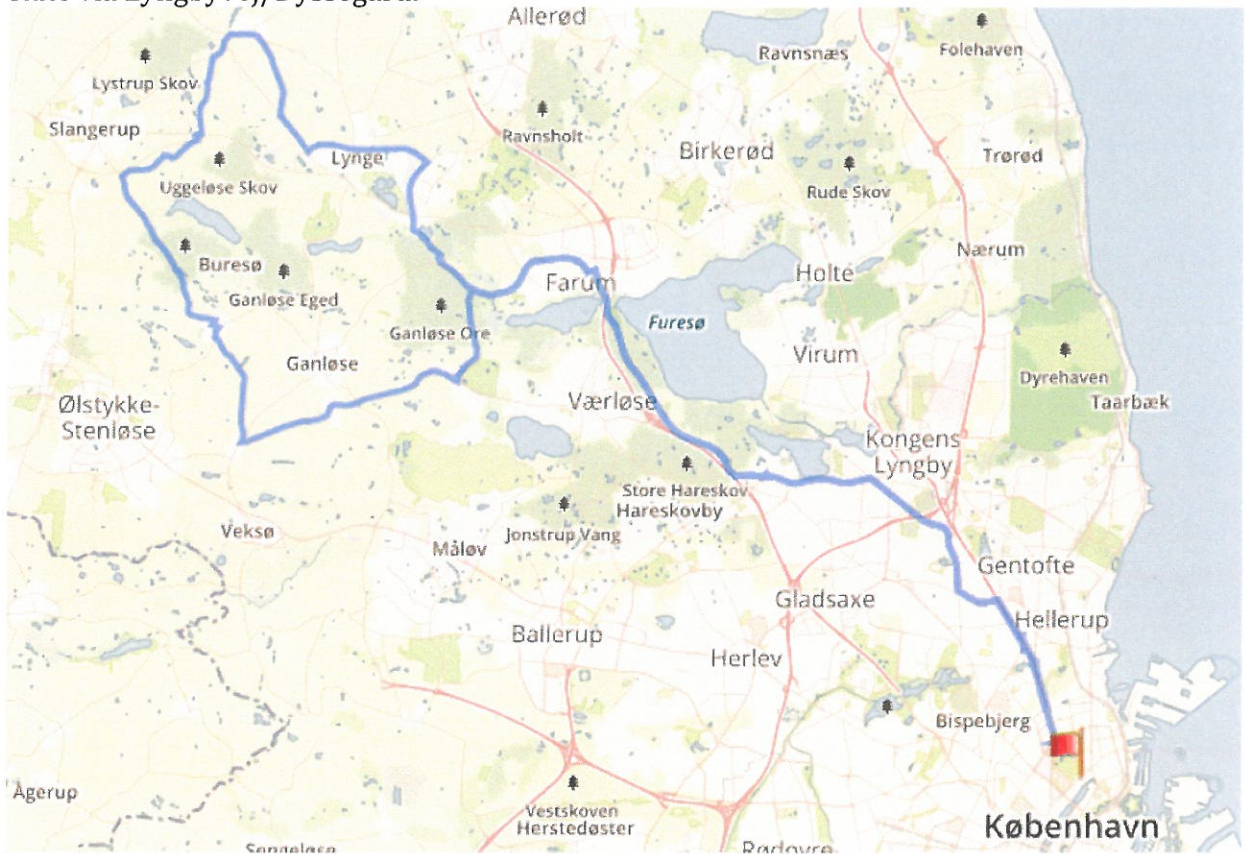 Allerød
Ravnsnæs
Folehaven
Lystrup Skov
Slangerup
Ravnsholt
Birkerød
Trørød
Lynge
Uggeløse Skov
Rude Skov
Nærum
Buresø
Ganløse Eged
Farum
Holte
Ganløse Ore
Furesø
Virum
Ganløse
Dyrehaven
Taarbæk
Ølstykke-
Stenløse
Værløse
Kongens
Lyngby
Store Hareskov
Hareskovby
Veksø
Jonstrup Vang
Måløv
Gentofte
Gladsaxe
Hellerup
Ballerup
Herlev
Bispebjerg
Ågerup
Vestskoven
Herstedøster
København